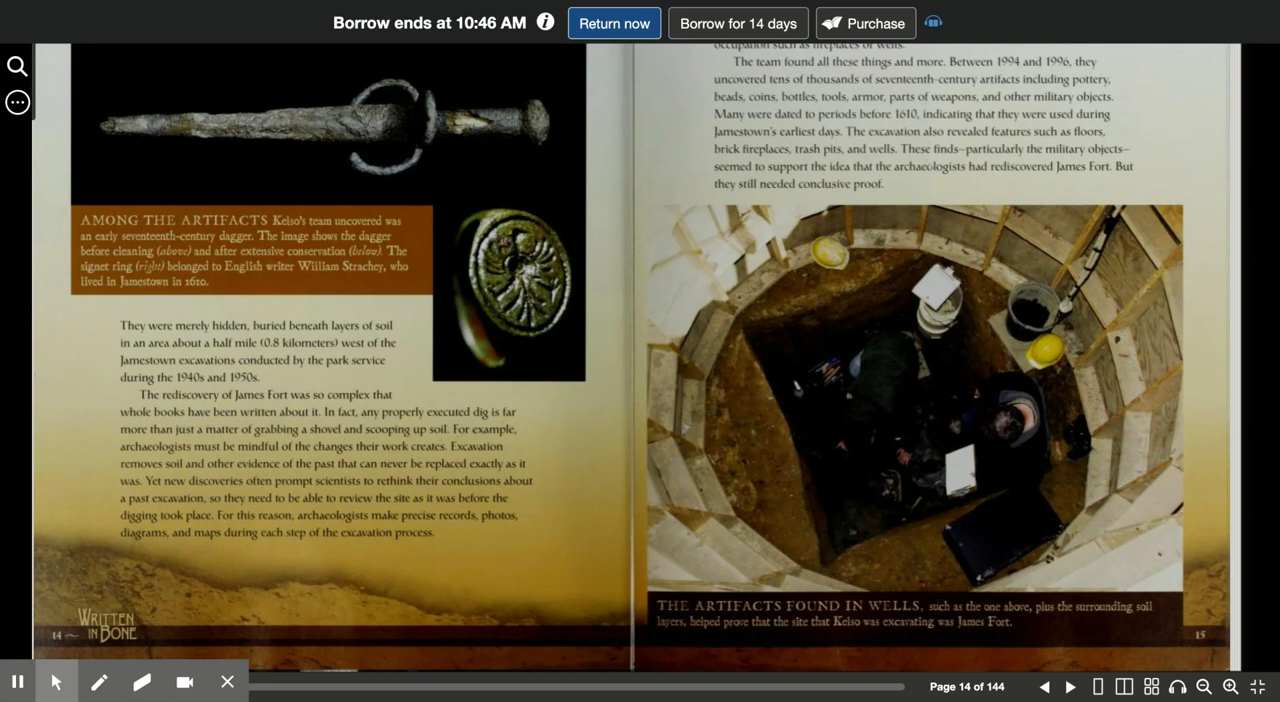 Borrow ends at 10:46 AM
Return now
Borrow for 14 days
Purchase
AMONG THE ARTIFACTS Kelso's team uncovered was
an early seventeenth-century dagger. The image shows the dagger
before cleaning (above) and after extensive conservation (below). The
signet ring (right) belonged to English writer William Strachey, who
lived in Jamestown in 1610.
They were merely hidden, buried beneath layers of soil
in an area about a half mile (0.8 kilometers) west of the
Jamestown excavations conducted by the park service
during the 1940s and 1950s.
The rediscovery of James Fort was so complex that
whole books have been written about it. In fact, any properly executed dig is far
more than just a matter of grabbing a shovel and scooping up soil. For example,
archaeologists must be mindful of the changes their work creates. Excavation
removes soil and other evidence of the past that can never be replaced exactly as it
was. Yet new discoveries often prompt scientists to rethink their conclusions about
a past excavation, so they need to be able to review the site as it was before the
digging took place. For this reason, archaeologists make precise records, photos,
diagrams, and maps during each step of the excavation process.
WRITTEN
IN BONE
14
occupation such as fireplaces or wells.
The team found all these things and more. Between 1994 and 1996, they
uncovered tens of thousands of seventeenth-century artifacts including pottery,
beads, coins, bottles, tools, armor, parts of weapons, and other military objects.
Many were dated to periods before 1610, indicating that they were used during
Jamestown's earliest days. The excavation also revealed features such as floors,
brick fireplaces, trash pits, and wells. These finds—particularly the military objects—
seemed to support the idea that the archaeologists had rediscovered James Fort. But
they still needed conclusive proof.
THE ARTIFACTS FOUND IN WELLS, such as the one above, plus the surrounding soil
layers, helped prove that the site that Kelso was excavating was James Fort.
15
Page 14 of 144